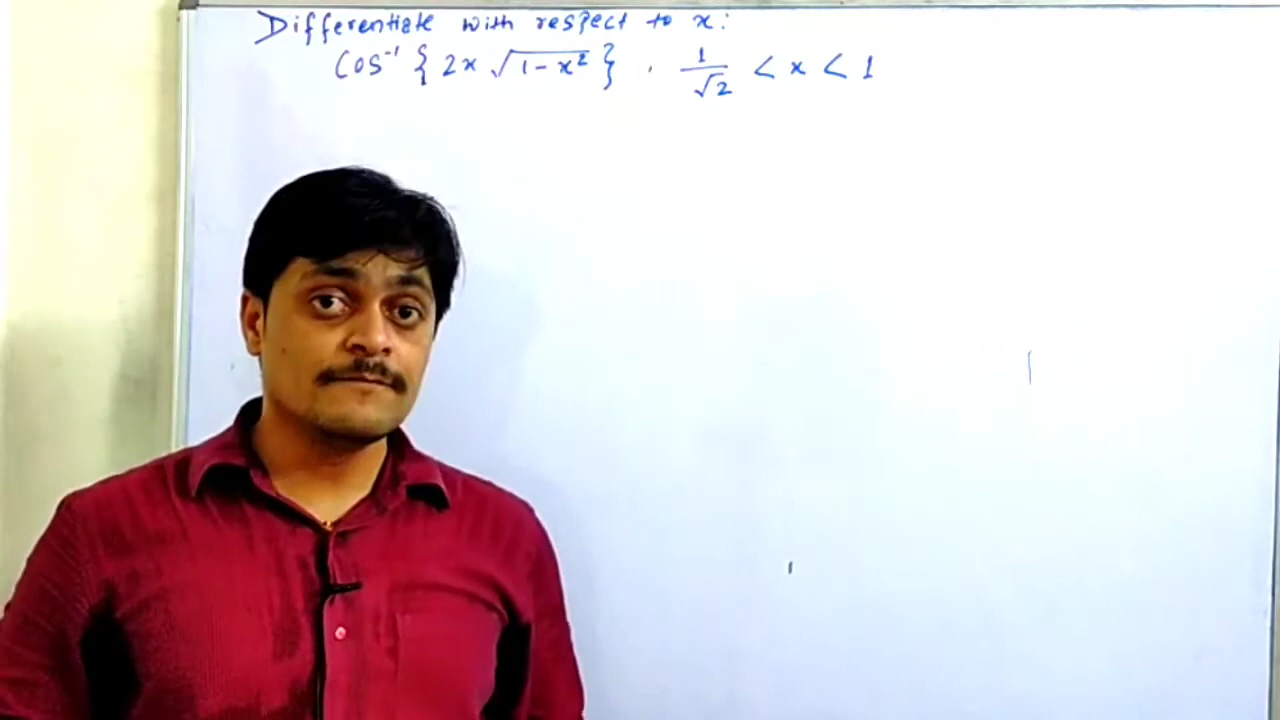 Differentiate with respect to x:
Cos⁻¹ { 2x √(1-x²) } . 1/√2 < x < 1